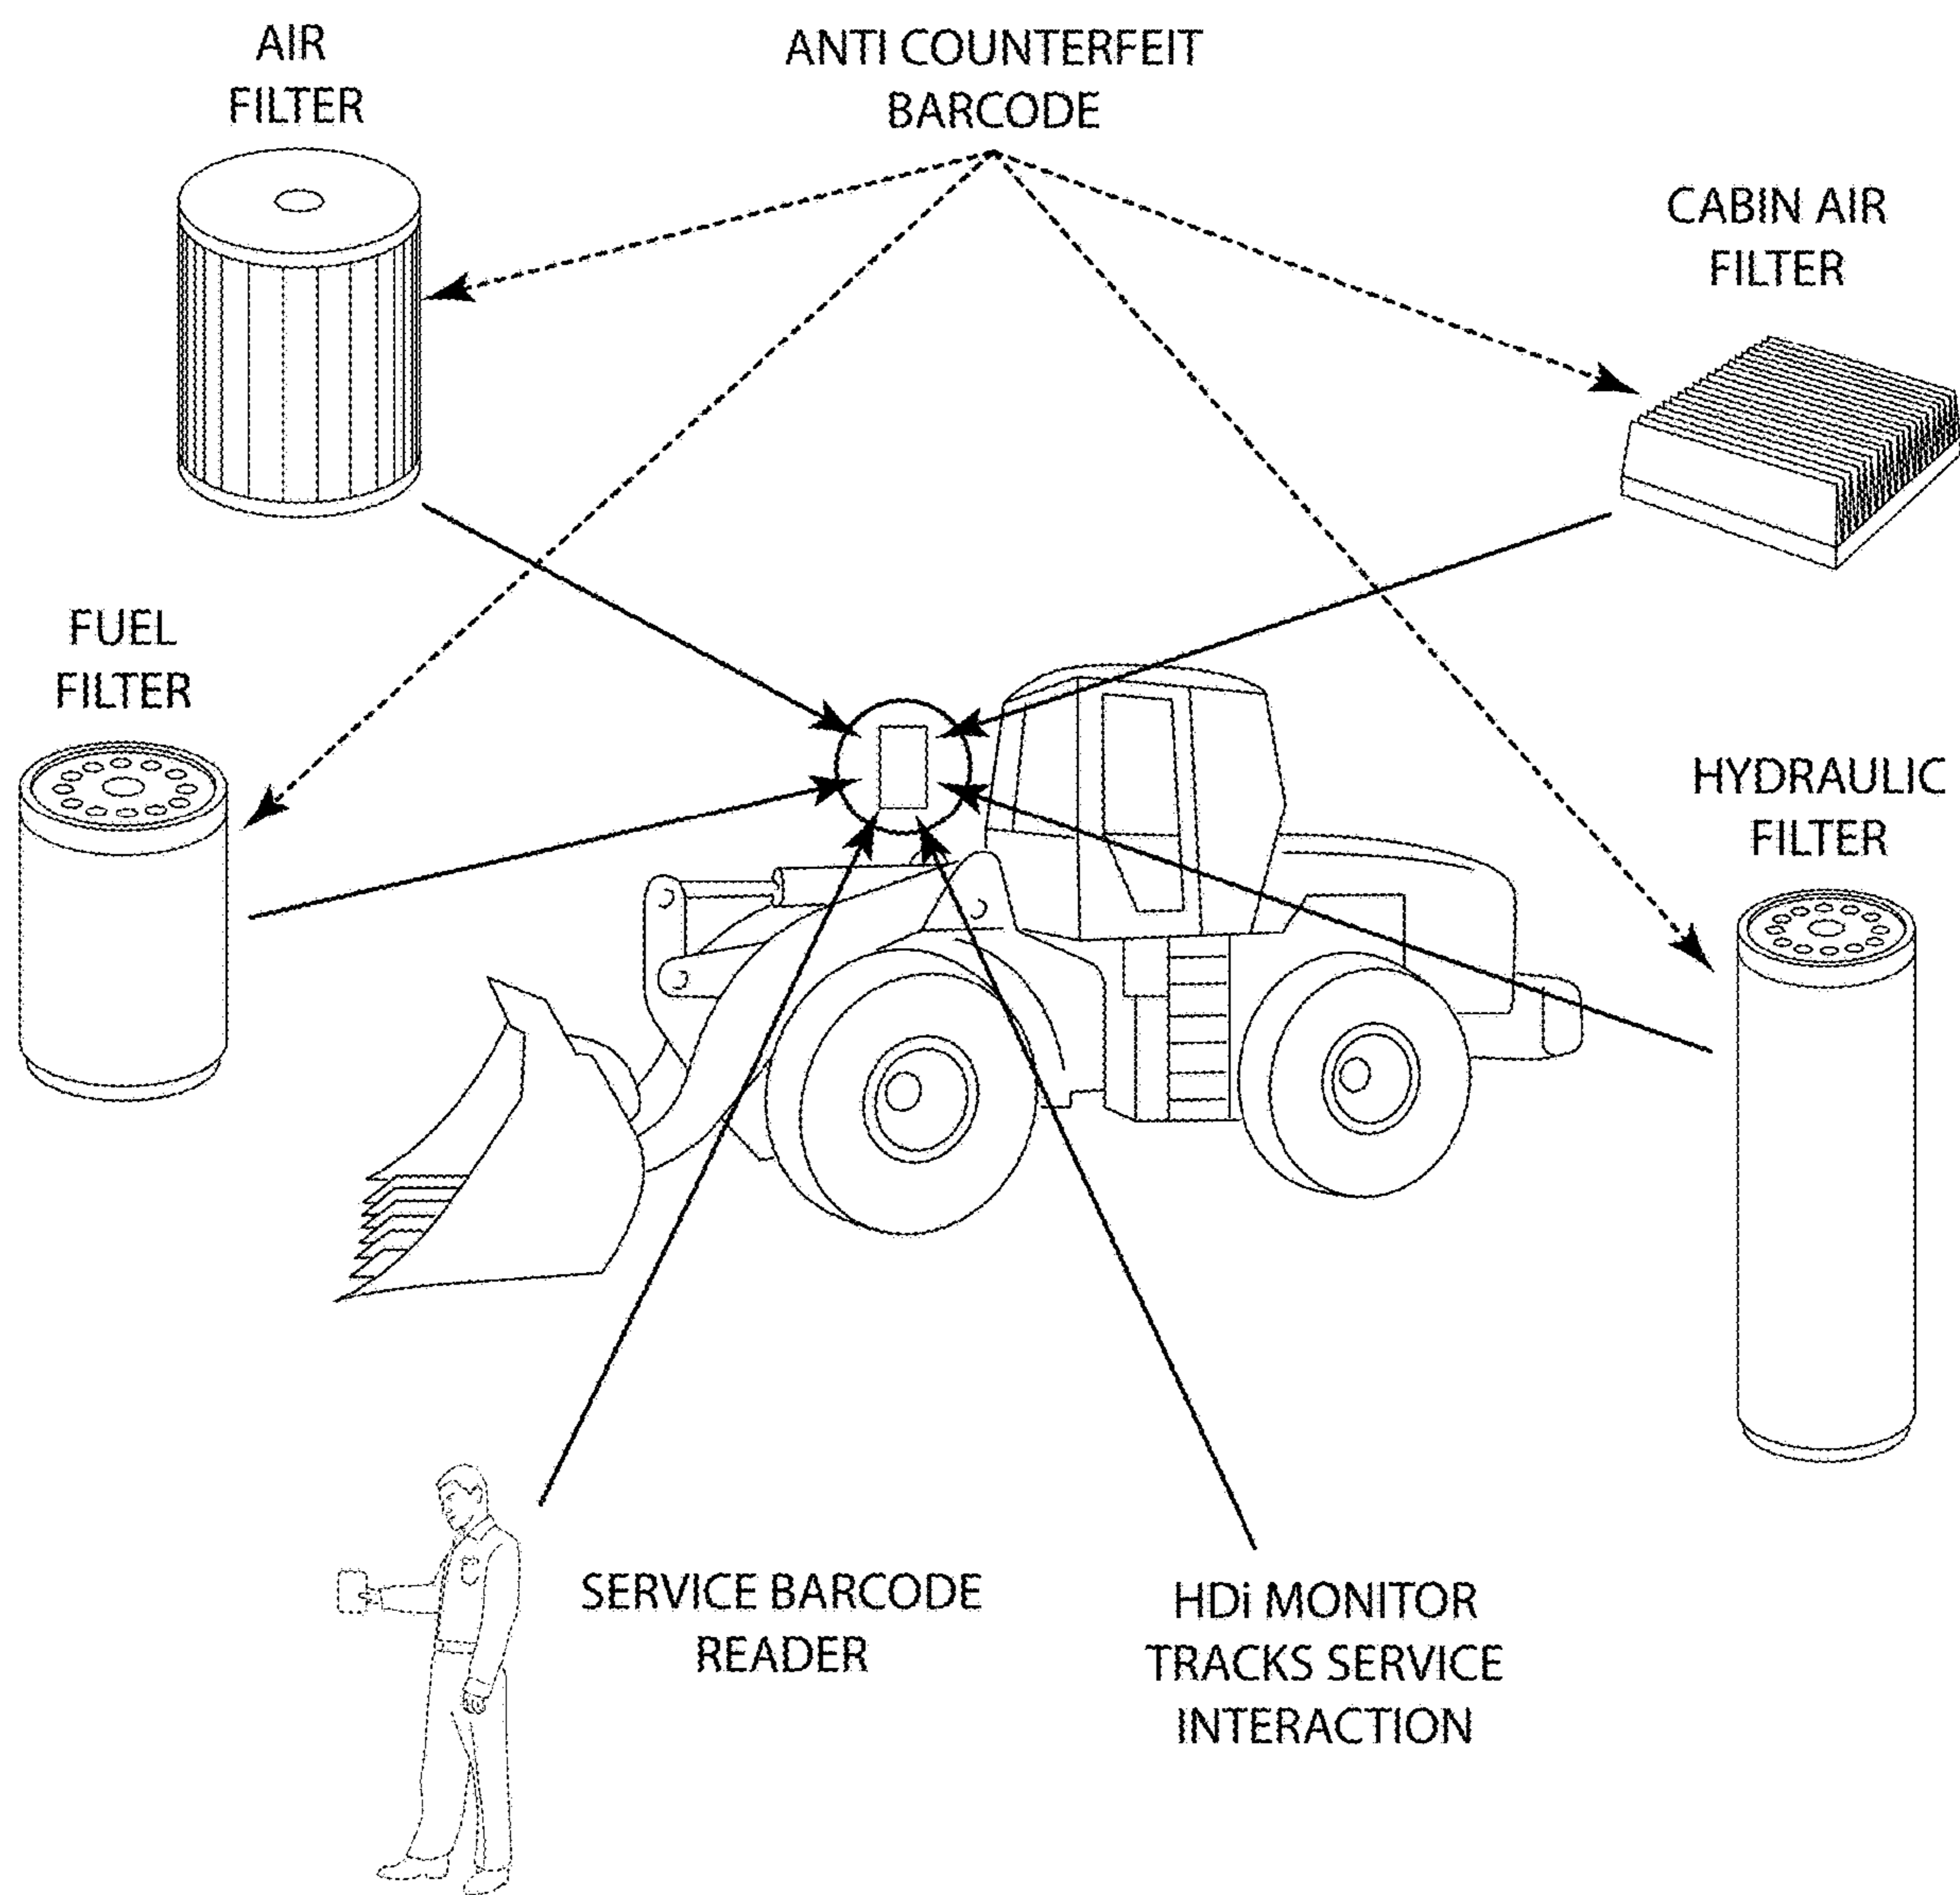 AIR
FILTER
ANTI COUNTERFEIT
BARCODE
CABIN AIR
FILTER
FUEL
FILTER
HYDRAULIC
FILTER
SERVICE BARCODE
READER
HDi MONITOR
TRACKS SERVICE
INTERACTION